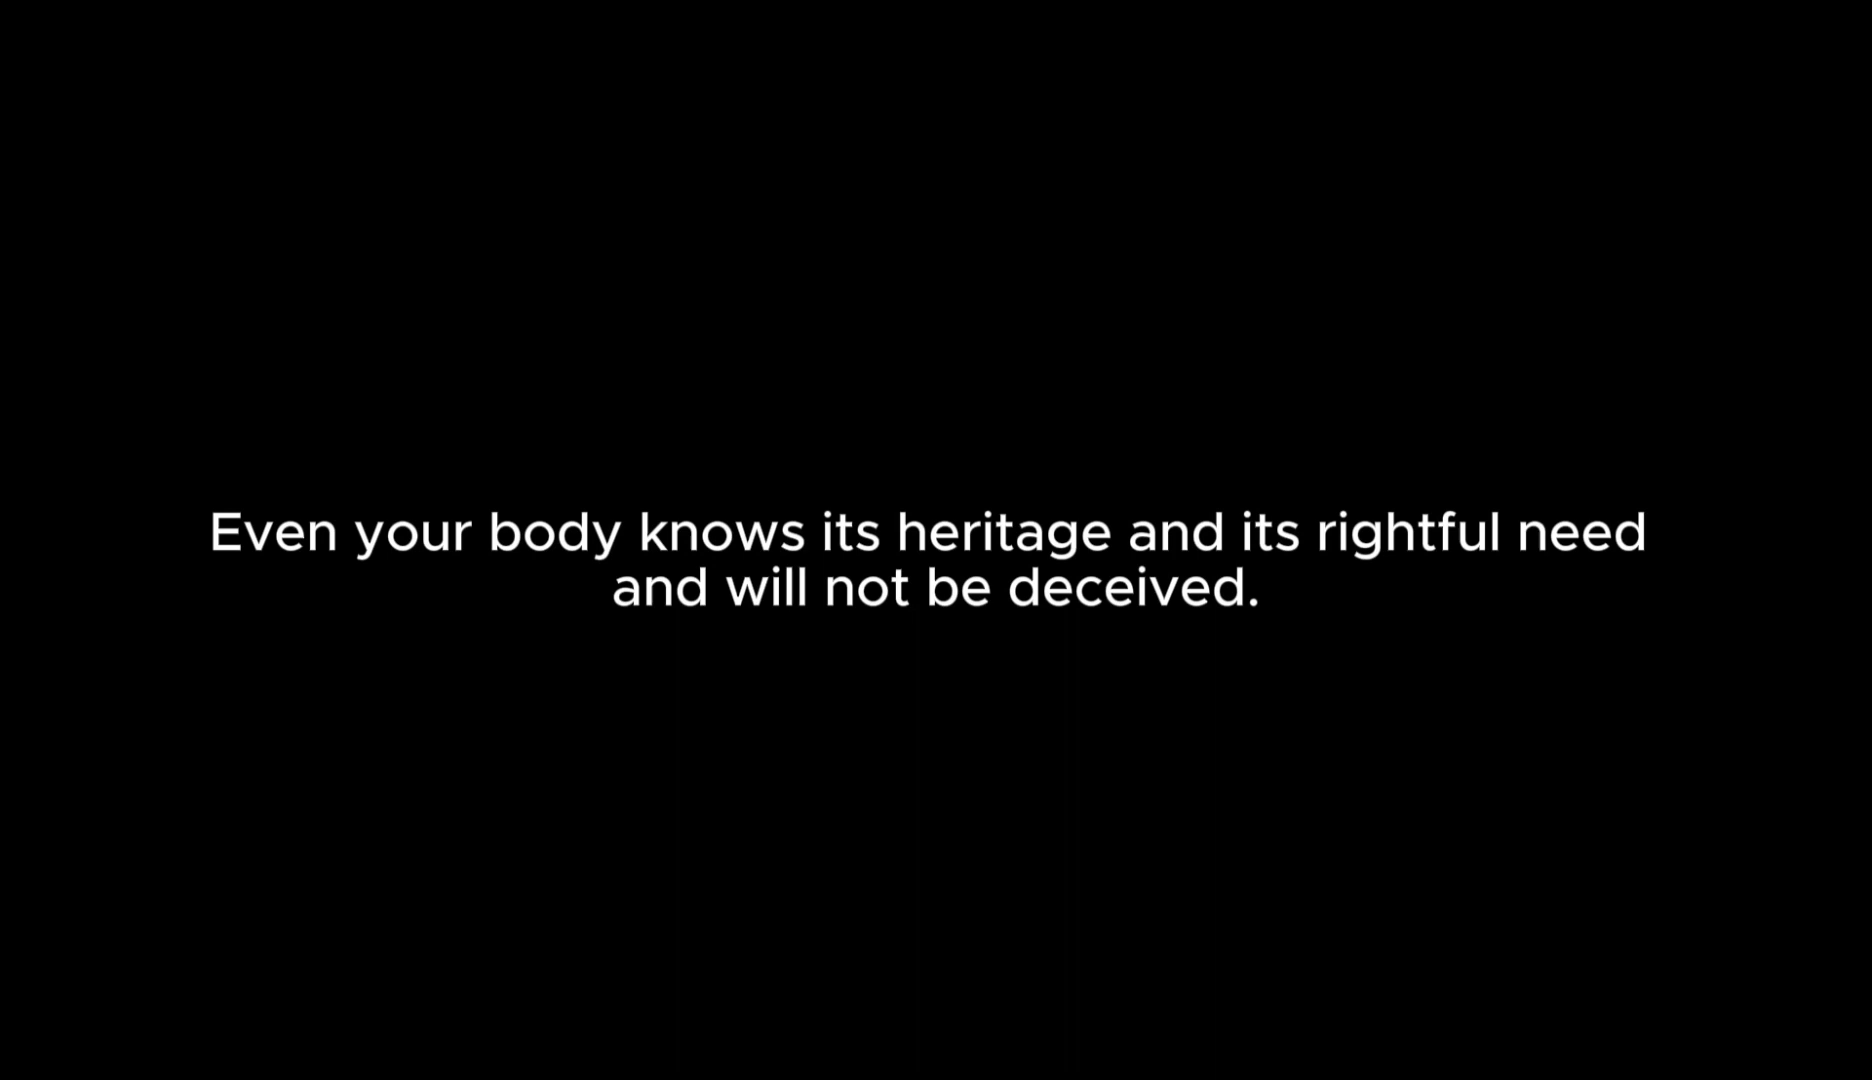 Even your body knows its heritage and its rightful need
and will not be deceived.